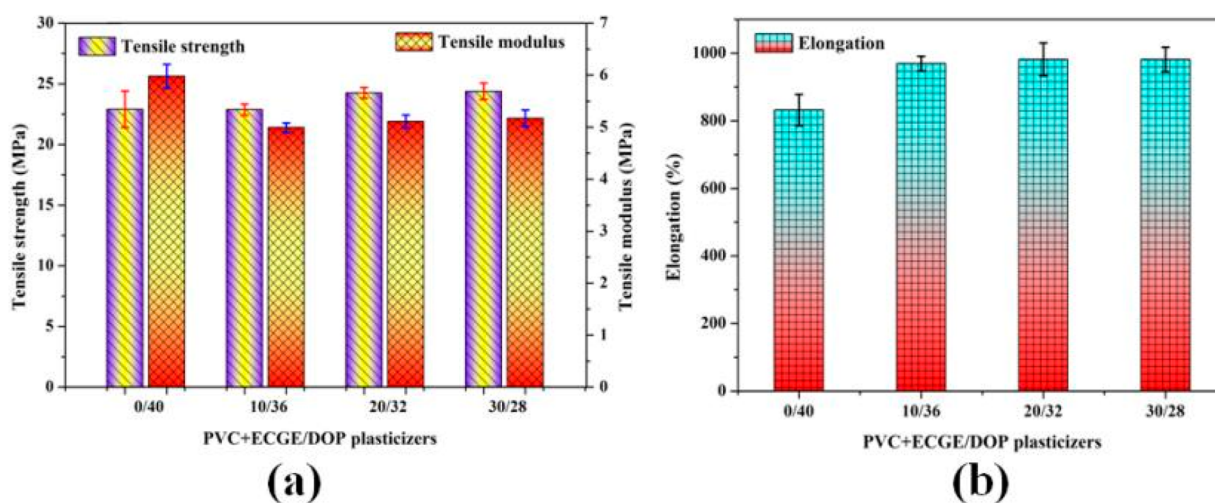 Tensile strength
Tensile modulus
30
25
20
15
10
5
0
Tensile strength (MPa)
7
6
5
4
3
2
1
0
Tensile modulus (MPa)
0/40 10/36 20/32 30/28
PVC+ECGE/DOP plasticizers
(a)
Elongation
1000
800
600
400
200
0
Elongation (%)
0/40 10/36 20/32 30/28
PVC+ECGE/DOP plasticizers
(b)